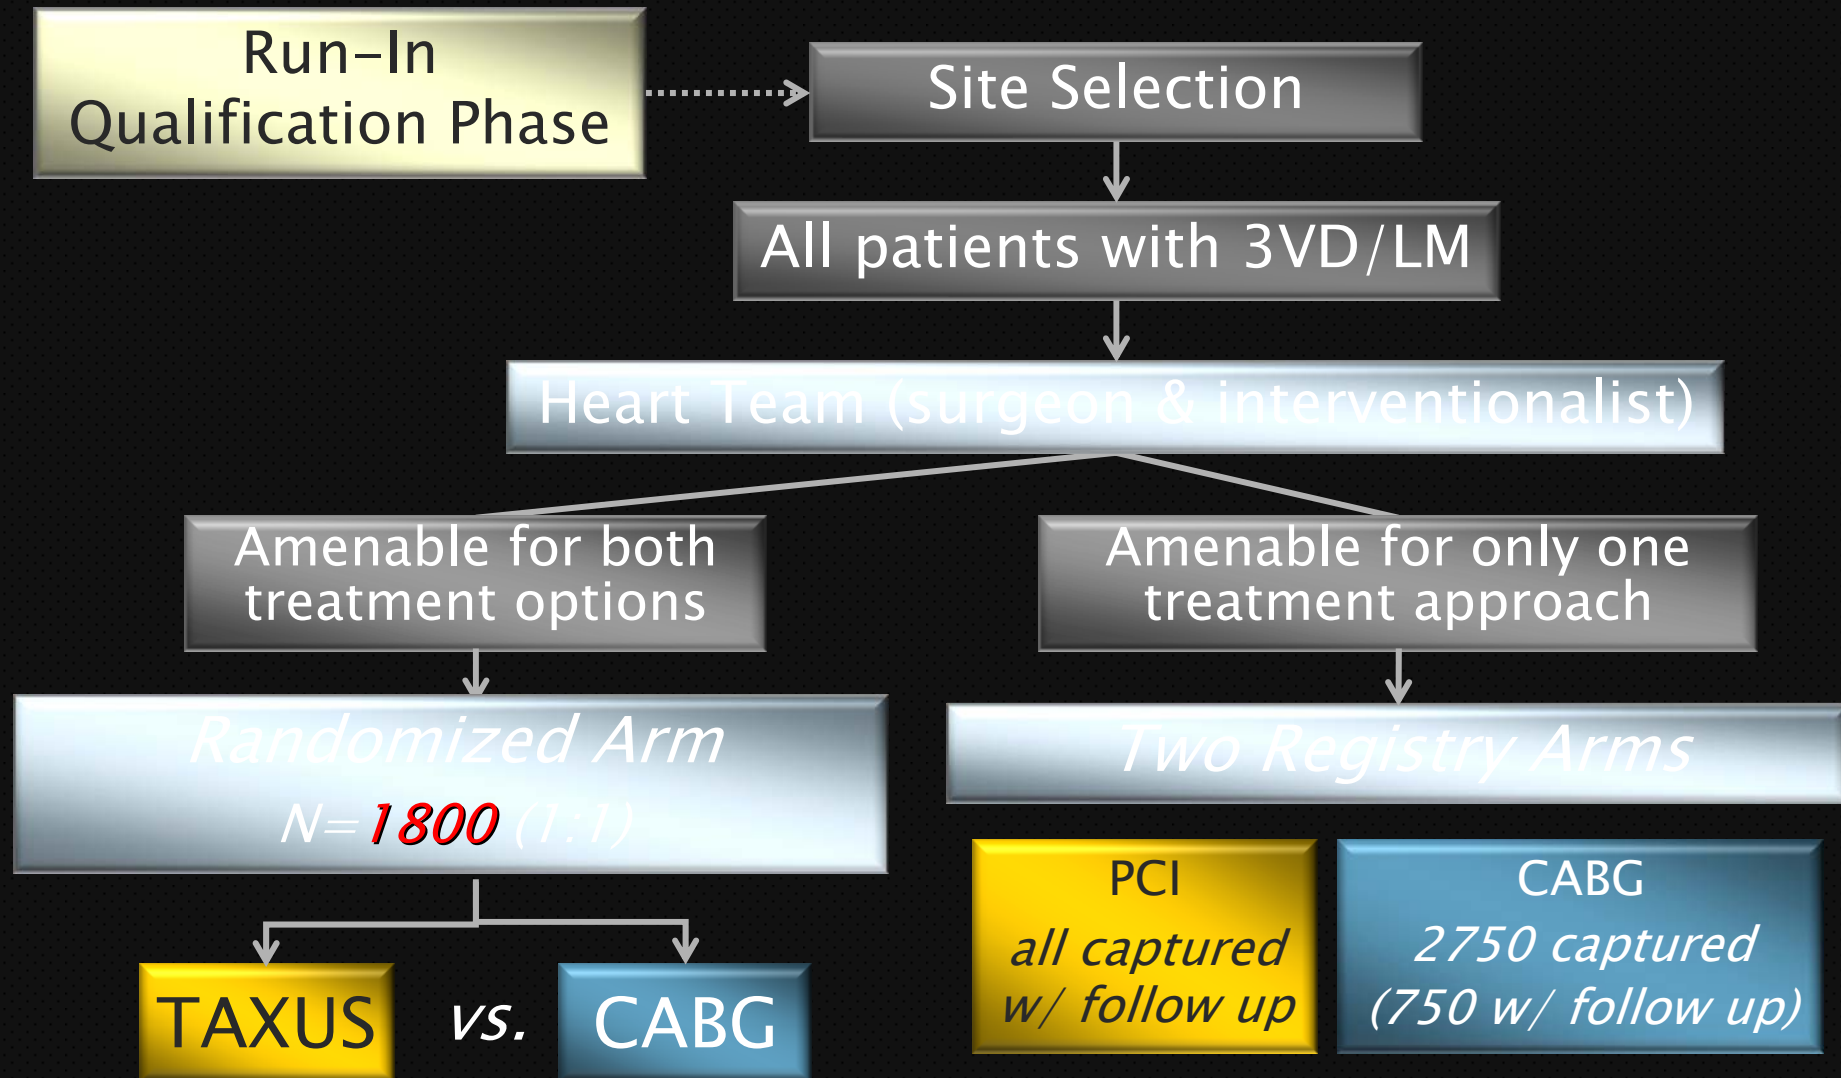 Run-In
Qualification Phase
Site Selection
All patients with 3VD/LM
Heart Team (surgeon & interventionalist)
Amenable for both
treatment options
Amenable for only one
treatment approach
Randomized Arm
N=1800 (1:1)
Two Registry Arms
TAXUS
vs.
CABG
PCI
all captured
w/ follow up
CABG
2750 captured
(750 w/ follow up)